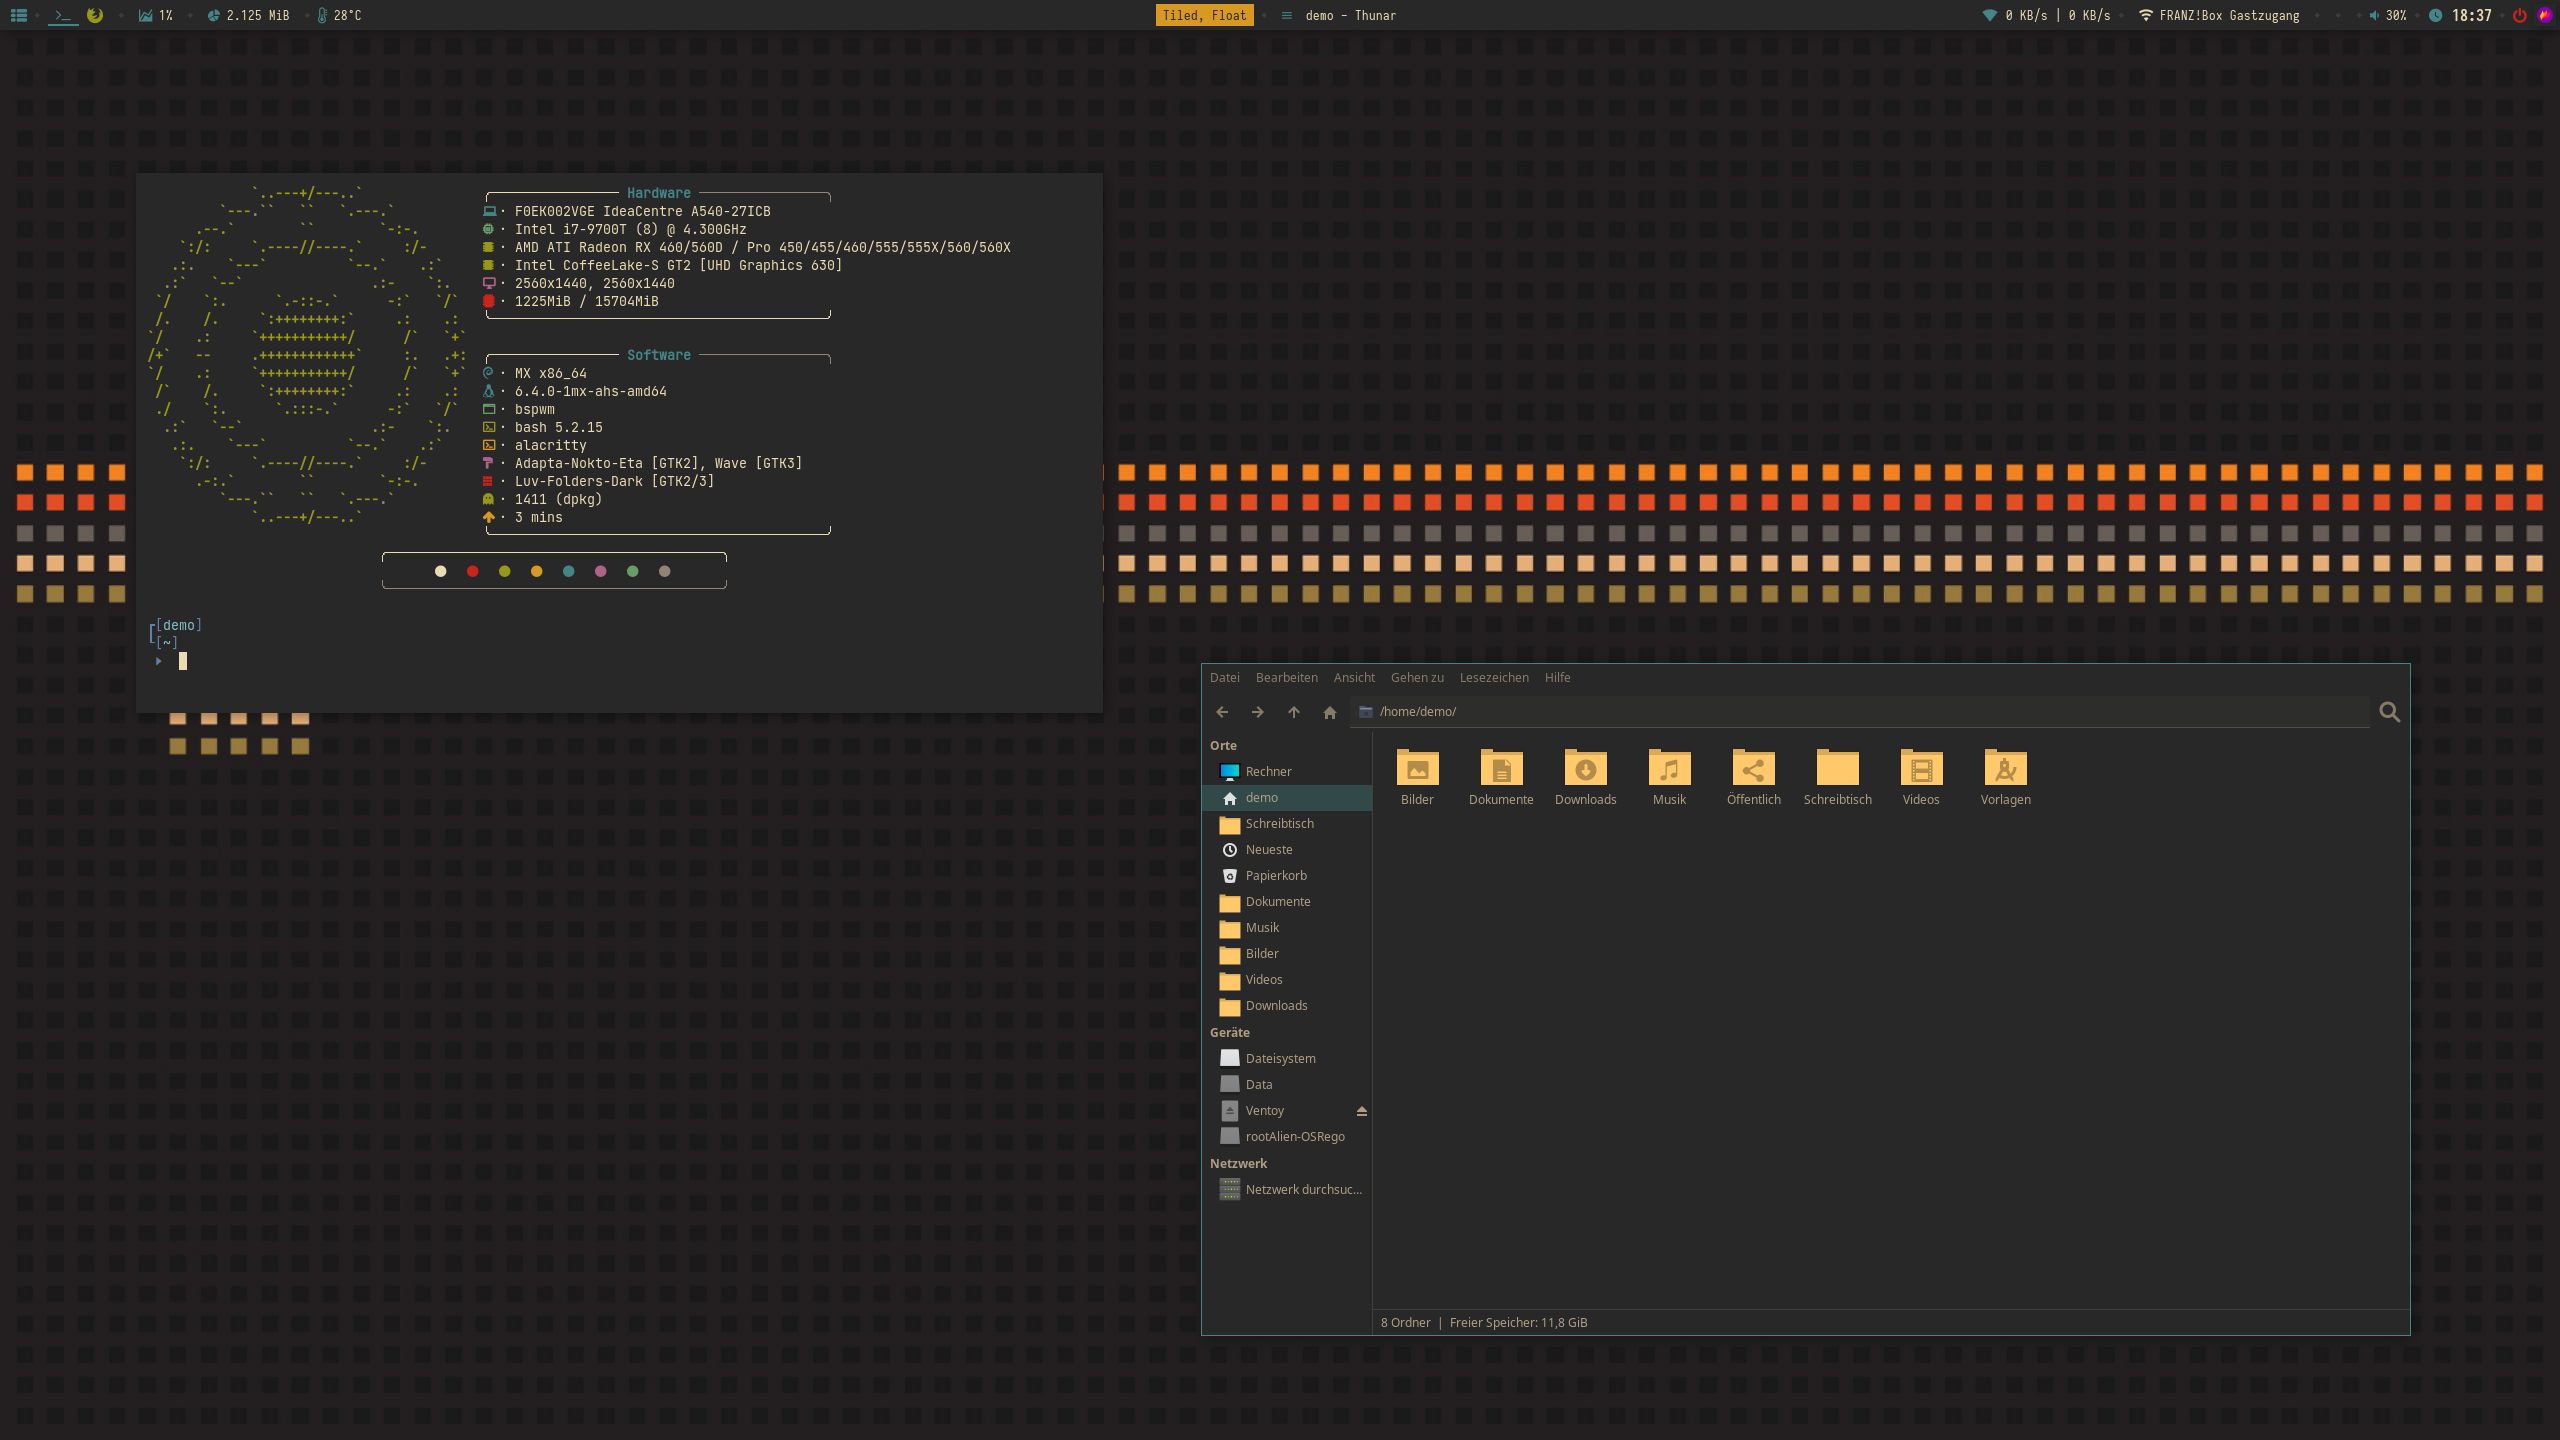 1%
2.125 MiB
28°C
Tiled, Float
demo – Thunar
0 KB/s | 0 KB/s
FRANZ!Box Gastzugang
30%
18:37
Hardware
· F0EK002VGE IdeaCentre A540-27ICB
· Intel i7-9700T (8) @ 4.300GHz
· AMD ATI Radeon RX 460/560D / Pro 450/455/460/555/555X/560/560X
· Intel CoffeeLake-S GT2 [UHD Graphics 630]
· 2560x1440, 2560x1440
· 1225MiB / 15704MiB
Software
· MX x86_64
· 6.4.0-1mx-ahs-amd64
· bspwm
· bash 5.2.15
· alacritty
· Adapta-Nokto-Eta [GTK2], Wave [GTK3]
· Luv-Folders-Dark [GTK2/3]
· 1411 (dpkg)
· 3 mins
[demo]
[~]
Datei Bearbeiten Ansicht Gehen zu Lesezeichen Hilfe
/home/demo/
Orte
Rechner
demo
Schreibtisch
Neueste
Papierkorb
Dokumente
Musik
Bilder
Videos
Downloads
Geräte
Dateisystem
Data
Ventoy
rootAlien-OSRego
Netzwerk
Netzwerk durchsuc...
Bilder
Dokumente
Downloads
Musik
Öffentlich
Schreibtisch
Videos
Vorlagen
8 Ordner | Freier Speicher: 11,8 GiB